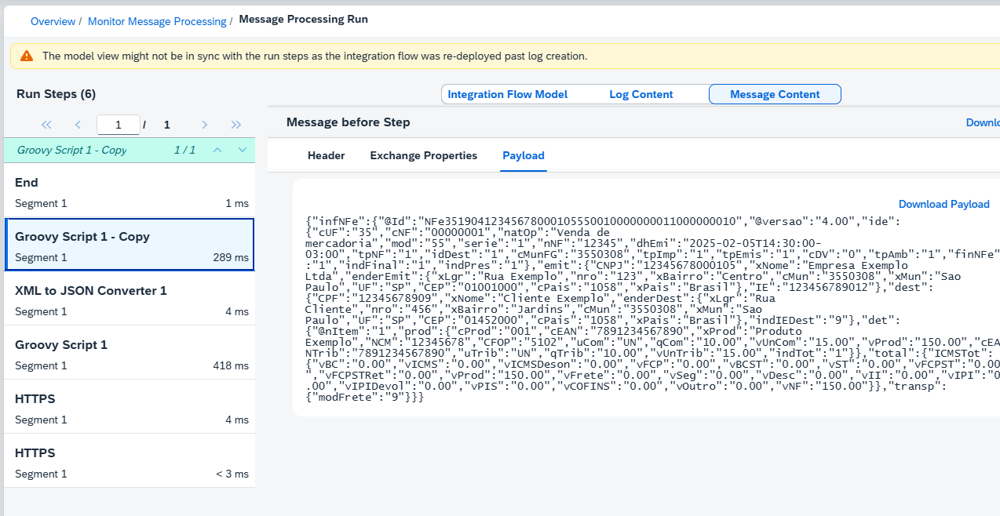 Overview / Monitor Message Processing / Message Processing Run
The model view might not be in sync with the run steps as the integration flow was re-deployed past log creation.
Run Steps (6)
1 / 1
Groovy Script 1 - Copy 1 / 1
End
Segment 1 1 ms
Groovy Script 1 - Copy
Segment 1 289 ms
XML to JSON Converter 1
Segment 1 4 ms
Groovy Script 1
Segment 1 418 ms
HTTPS
Segment 1 4 ms
HTTPS
Segment 1 < 3 ms
Integration Flow Model Log Content Message Content
Message before Step Downlo
Header Exchange Properties Payload
Download Payload
{"infNFe":{"@Id":"NFe35190412345678000105550010000000011000000010","@versao":"4.00","ide":
{"cUF":"35","cNF":"00000001","natOp":"Venda de
mercadoria","mod":"55","serie":"1","nNF":"12345","dhEmi":"2025-02-05T14:30:00-
03:00","tpNF":"1","idDest":"1","cMunFG":"3550308","tpImp":"1","tpEmis":"1","cDV":"0","tpAmb":"1","finNFe"
:"1","indFinal":"1","indPres":"1"},"emit":{"CNPJ":"12345678000105","xNome":"Empresa Exemplo
Ltda","enderEmit":{"xLgr":"Rua Exemplo","nro":"123","xBairro":"Centro","cMun":"3550308","xMun":"Sao
Paulo","UF":"SP","CEP":"01001000","cPais":"1058","xPais":"Brasil"},"IE":"123456789012"},"dest":
{"CPF":"12345678909","xNome":"Cliente Exemplo","enderDest":{"xLgr":"Rua
Cliente","nro":"456","xBairro":"Jardins","cMun":"3550308","xMun":"Sao
Paulo","UF":"SP","CEP":"01452000","cPais":"1058","xPais":"Brasil"},"indIEDest":"9"},"det":
{"@nItem":"1","prod":{"cProd":"001","cEAN":"7891234567890","xProd":"Produto
Exemplo","NCM":"12345678","CFOP":"5102","uCom":"UN","qCom":"10.00","vUnCom":"15.00","vProd":"150.00","cEA
NTrib":"7891234567890","uTrib":"UN","qTrib":"10.00","vUnTrib":"15.00","indTot":"1"}},"total":{"ICMSTot":
{"vBC":"0.00","vICMS":"0.00","vICMSDeson":"0.00","vFCP":"0.00","vBCST":"0.00","vST":"0.00","vFCPST":"0.00
","vFCPSTRet":"0.00","vProd":"150.00","vFrete":"0.00","vSeg":"0.00","vDesc":"0.00","vII":"0.00","vIPI":"0
.00","vIPIDevol":"0.00","vPIS":"0.00","vCOFINS":"0.00","vOutro":"0.00","vNF":"150.00"}},"transp":
{"modFrete":"9"}}}